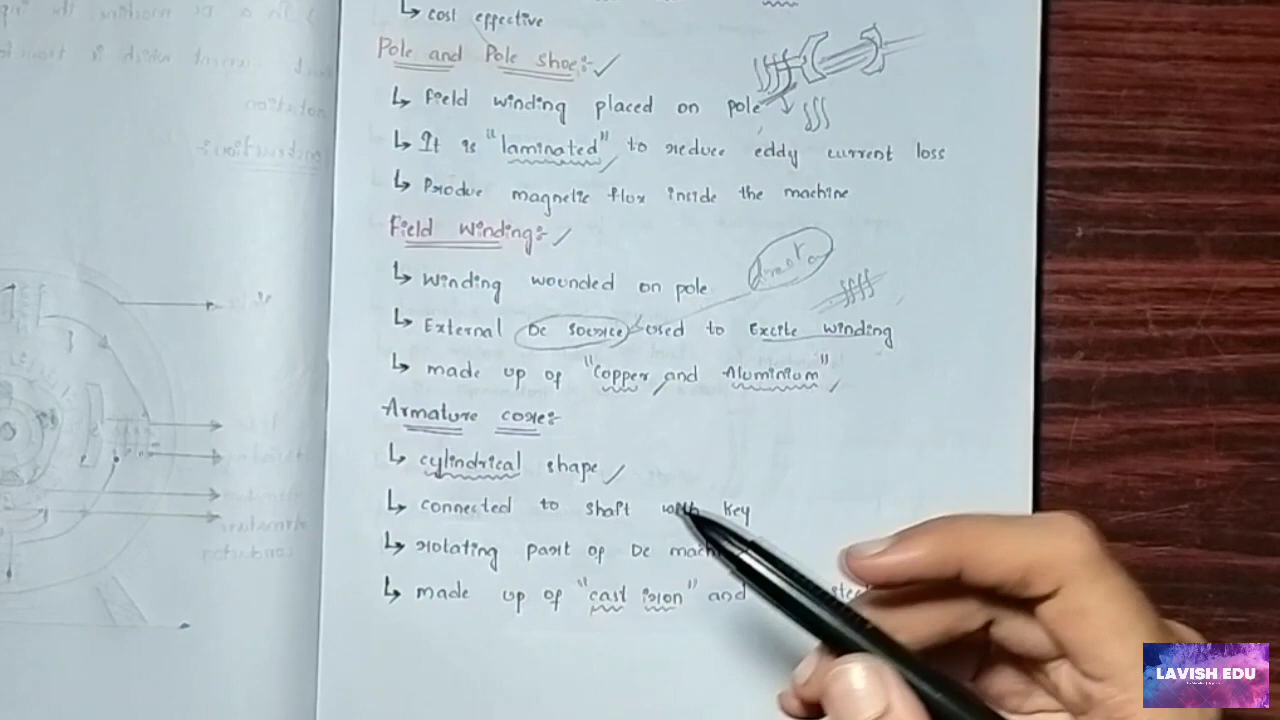 ↳ cost effective
Pole and Pole shoe:- ✓
↳ Field winding placed on pole
↳ It is "laminated" to reduce eddy current loss
↳ Produe magnetic flux inside the machine
Field Winding:-
↳ Winding wounded on pole
↳ External DC source used to Excite winding
↳ made up of "Copper and Aluminium"
Armature core:-
↳ cylindrical shape
↳ connected to shaft with key
↳ rotating part of DC
↳ made up of "cast iron" and
LAVISH EDU